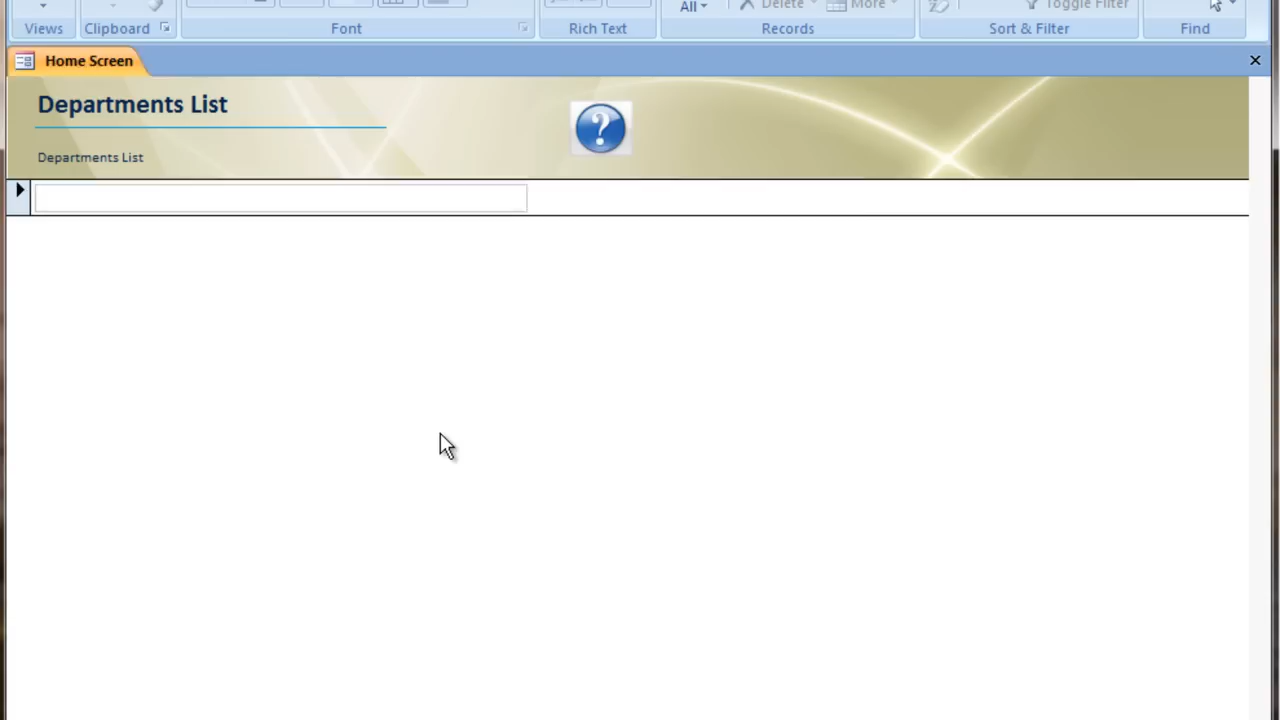 All Delete More Toggle Filter
Views Clipboard Font Rich Text Records Sort & Filter Find
Home Screen
Departments List
?
Departments List